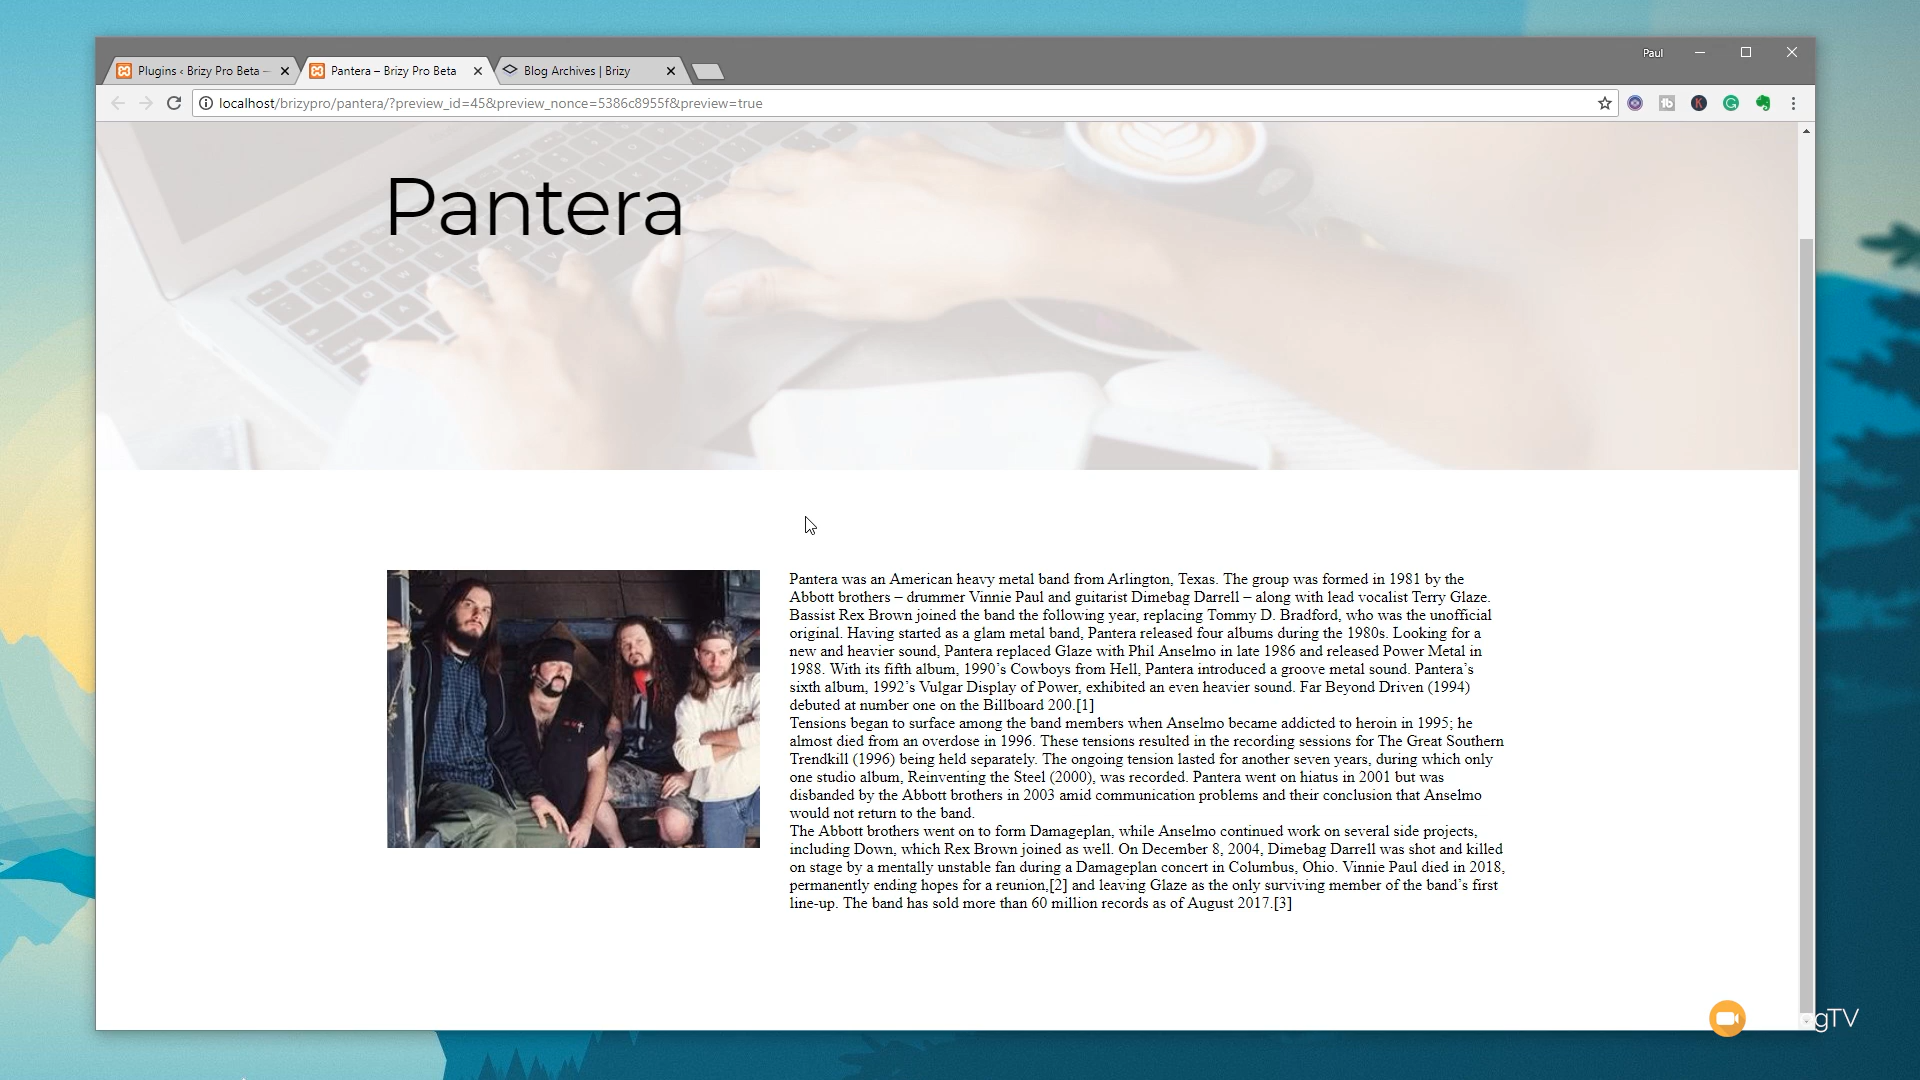 Paul
Plugins ‹ Brizy Pro Beta —
Pantera – Brizy Pro Beta
Blog Archives | Brizy
localhost/brizypro/pantera/?preview_id=45&preview_nonce=5386c8955f&preview=true
Pantera
Pantera was an American heavy metal band from Arlington, Texas. The group was formed in 1981 by the
Abbott brothers – drummer Vinnie Paul and guitarist Dimebag Darrell – along with lead vocalist Terry Glaze.
Bassist Rex Brown joined the band the following year, replacing Tommy D. Bradford, who was the unofficial
original. Having started as a glam metal band, Pantera released four albums during the 1980s. Looking for a
new and heavier sound, Pantera replaced Glaze with Phil Anselmo in late 1986 and released Power Metal in
1988. With its fifth album, 1990’s Cowboys from Hell, Pantera introduced a groove metal sound. Pantera’s
sixth album, 1992’s Vulgar Display of Power, exhibited an even heavier sound. Far Beyond Driven (1994)
debuted at number one on the Billboard 200.[1]
Tensions began to surface among the band members when Anselmo became addicted to heroin in 1995; he
almost died from an overdose in 1996. These tensions resulted in the recording sessions for The Great Southern
Trendkill (1996) being held separately. The ongoing tension lasted for another seven years, during which only
one studio album, Reinventing the Steel (2000), was recorded. Pantera went on hiatus in 2001 but was
disbanded by the Abbott brothers in 2003 amid communication problems and their conclusion that Anselmo
would not return to the band.
The Abbott brothers went on to form Damageplan, while Anselmo continued work on several side projects,
including Down, which Rex Brown joined as well. On December 8, 2004, Dimebag Darrell was shot and killed
on stage by a mentally unstable fan during a Damageplan concert in Columbus, Ohio. Vinnie Paul died in 2018,
permanently ending hopes for a reunion,[2] and leaving Glaze as the only surviving member of the band’s first
line-up. The band has sold more than 60 million records as of August 2017.[3]
gTV